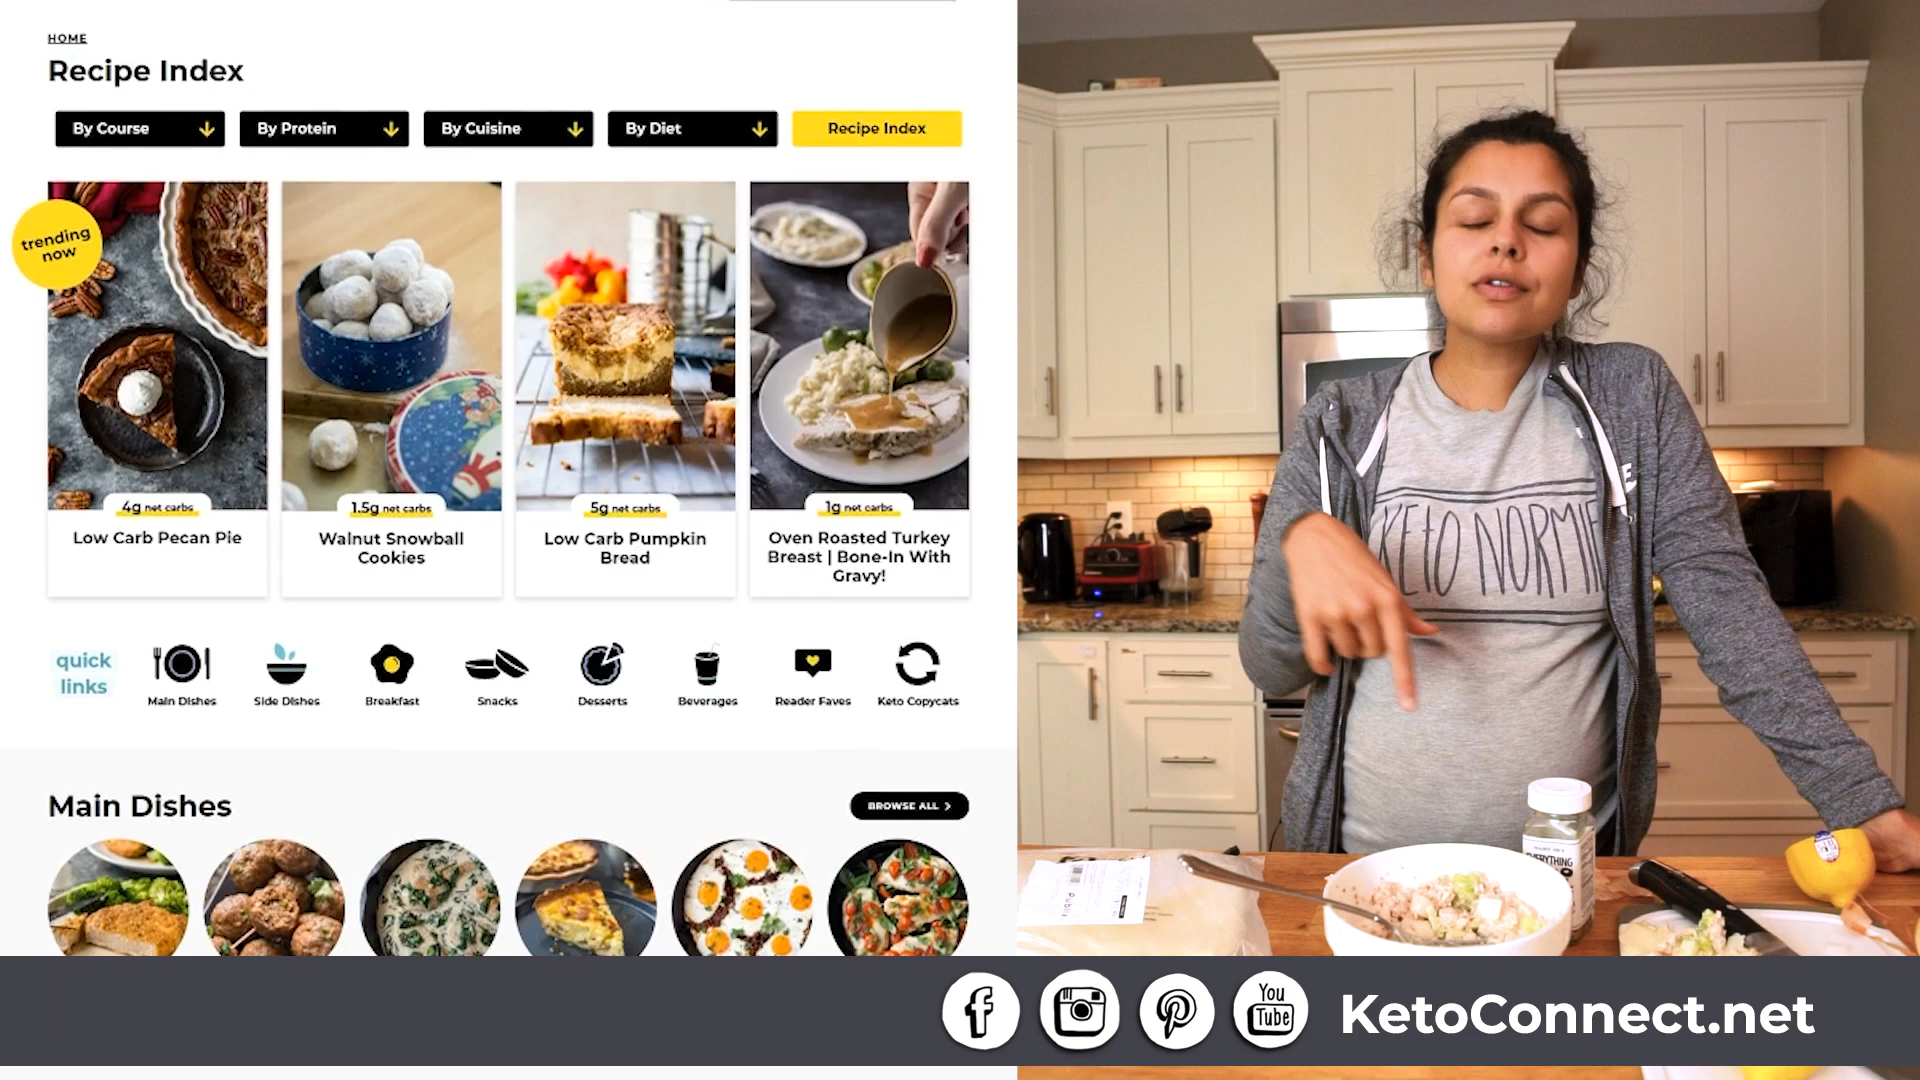 HOME
Recipe Index
By Course
By Protein
By Cuisine
By Diet
Recipe Index
trending
now
4g net carbs
Low Carb Pecan Pie
1.5g net carbs
Walnut Snowball
Cookies
5g net carbs
Low Carb Pumpkin
Bread
1g net carbs
Oven Roasted Turkey
Breast | Bone-In With
Gravy!
quick
links
Main Dishes
Side Dishes
Breakfast
Snacks
Desserts
Beverages
Reader Faves
Keto Copycats
Main Dishes
BROWSE ALL
KETO NORMIE
EVERYTHING
Publix
f
You
Tube
KetoConnect.net